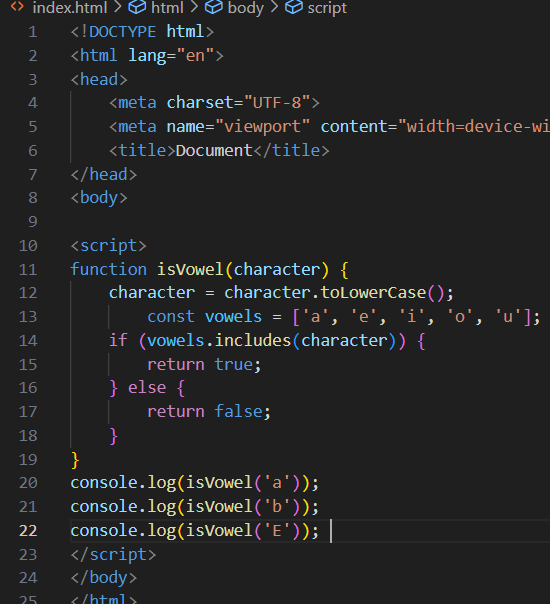 index.html > html > body > script
1 <!DOCTYPE html>
2 <html lang="en">
3 <head>
4     <meta charset="UTF-8">
5     <meta name="viewport" content="width=device-wi
6     <title>Document</title>
7 </head>
8 <body>
9
10 <script>
11 function isVowel(character) {
12     character = character.toLowerCase();
13         const vowels = ['a', 'e', 'i', 'o', 'u'];
14     if (vowels.includes(character)) {
15         return true;
16     } else {
17         return false;
18     }
19 }
20 console.log(isVowel('a'));
21 console.log(isVowel('b'));
22 console.log(isVowel('E'));
23 </script>
24 </body>
25 </html>